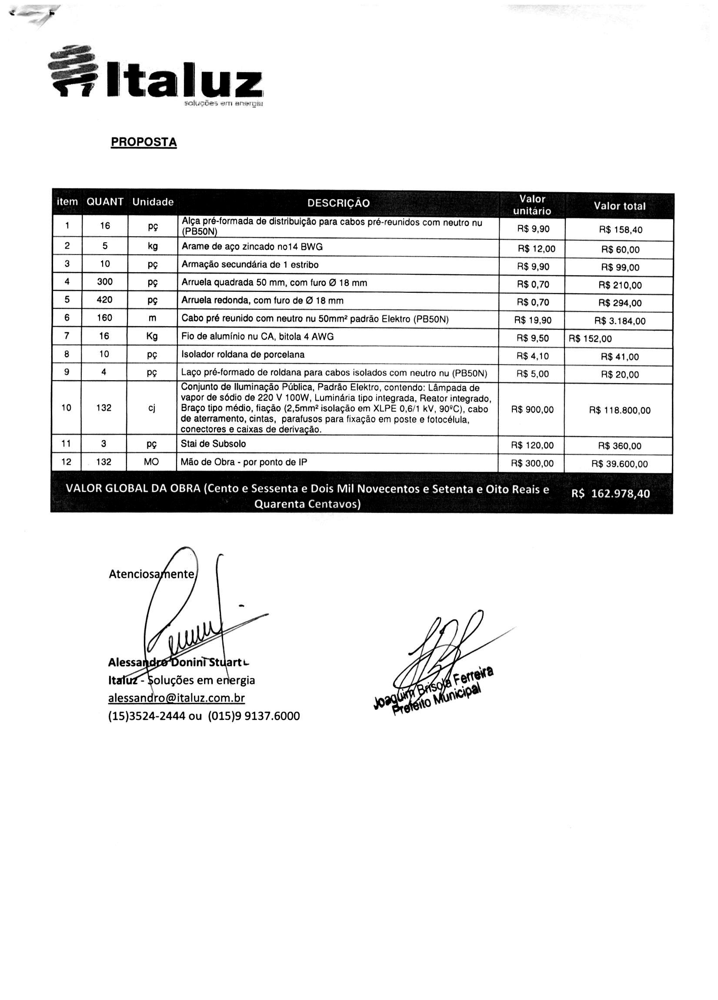 Italuz
soluções em energia
PROPOSTA
item QUANT Unidade DESCRIÇÃO Valor unitário Valor total
1 16 pç Alça pré-formada de distribuição para cabos pré-reunidos com neutro nu
(PB50N) R$ 9,90 R$ 158,40
2 5 kg Arame de aço zincado no14 BWG R$ 12,00 R$ 60,00
3 10 pç Armação secundária de 1 estribo R$ 9,90 R$ 99,00
4 300 pç Arruela quadrada 50 mm, com furo Ø 18 mm R$ 0,70 R$ 210,00
5 420 pç Arruela redonda, com furo de Ø 18 mm R$ 0,70 R$ 294,00
6 160 m Cabo pré reunido com neutro nu 50mm² padrão Elektro (PB50N) R$ 19,90 R$ 3.184,00
7 16 Kg Fio de alumínio nu CA, bitola 4 AWG R$ 9,50 R$ 152,00
8 10 pç Isolador roldana de porcelana R$ 4,10 R$ 41,00
9 4 pç Laço pré-formado de roldana para cabos isolados com neutro nu (PB50N) R$ 5,00 R$ 20,00
Conjunto de Iluminação Pública, Padrão Elektro, contendo: Lâmpada de
vapor de sódio de 220 V 100W, Luminária tipo integrada, Reator integrado,
10 132 cj Braço tipo médio, fiação (2,5mm² isolação em XLPE 0,6/1 kV, 90ºC), cabo R$ 900,00 R$ 118.800,00
de aterramento, cintas, parafusos para fixação em poste e fotocélula,
conectores e caixas de derivação.
11 3 pç Stai de Subsolo R$ 120,00 R$ 360,00
12 132 MO Mão de Obra - por ponto de IP R$ 300,00 R$ 39.600,00
VALOR GLOBAL DA OBRA (Cento e Sessenta e Dois Mil Novecentos e Setenta e Oito Reais e R$ 162.978,40
Quarenta Centavos)
Atenciosamente,
Alessandro Donini Stuart
Italuz - Soluções em energia
alessandro@italuz.com.br
(15)3524-2444 ou (015)9 9137.6000
Joaquim Brisola Ferreira
Prefeito Municipal